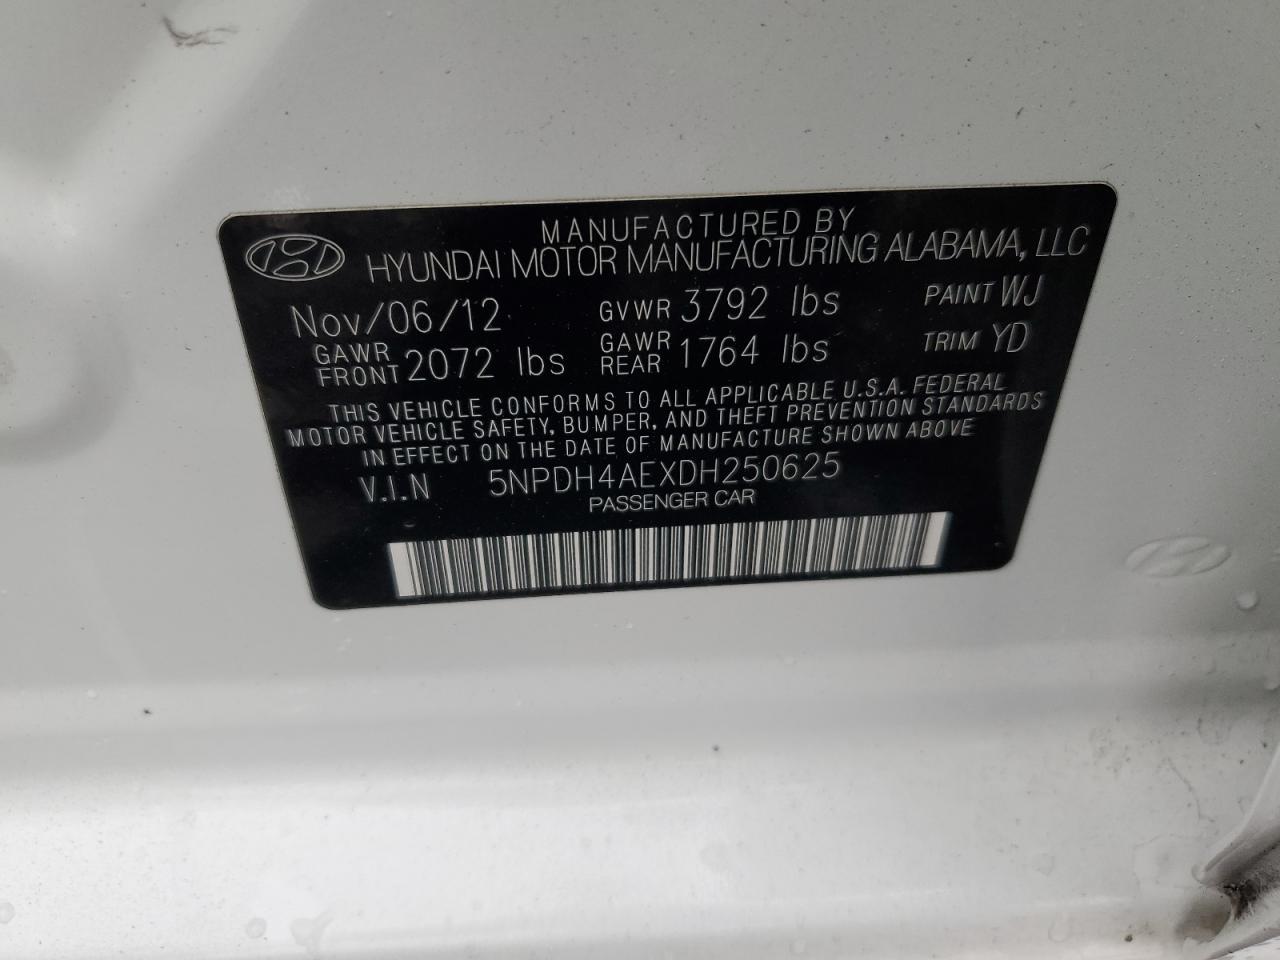 MANUFACTURED BY
HYUNDAI MOTOR MANUFACTURING ALABAMA, LLC
Nov/06/12 GVWR 3792 lbs PAINT WJ
GAWR FRONT 2072 lbs GAWR REAR 1764 lbs TRIM YD
THIS VEHICLE CONFORMS TO ALL APPLICABLE U.S.A. FEDERAL
MOTOR VEHICLE SAFETY, BUMPER, AND THEFT PREVENTION STANDARDS
IN EFFECT ON THE DATE OF MANUFACTURE SHOWN ABOVE
V.I.N 5NPDH4AEXDH250625
PASSENGER CAR